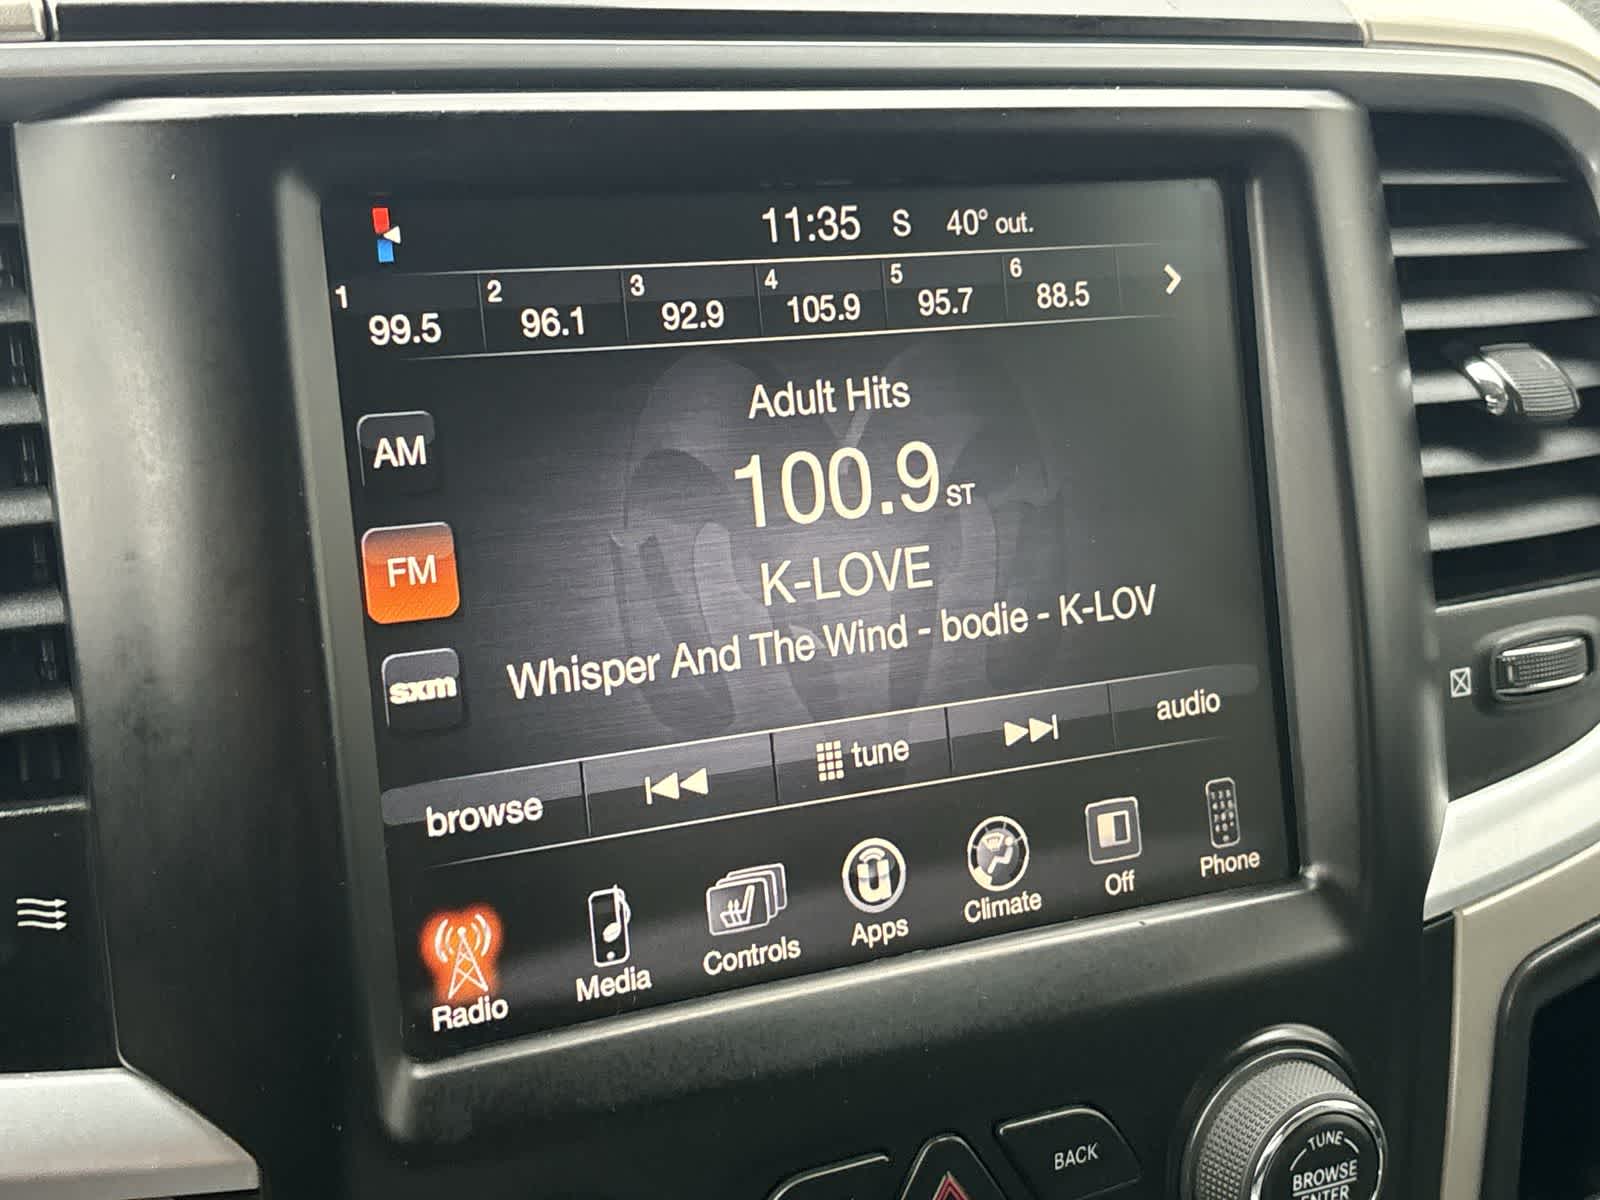 11:35 S 40° out.
1 99.5 2 96.1 3 92.9 4 105.9 5 95.7 6 88.5
Adult Hits
AM
100.9 ST
FM
K-LOVE
sxm
Whisper And The Wind - bodie - K-LOV
browse tune audio
Radio Media Controls Apps Climate Off Phone
BACK
TUNE
BROWSE
ENTER